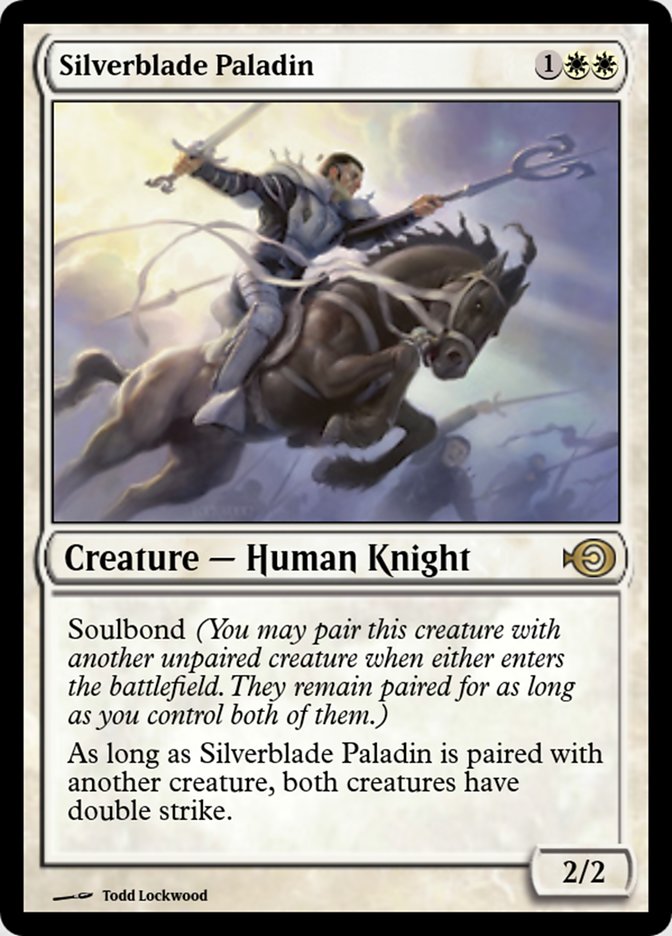 Silverblade Paladin 1
Creature — Human Knight
Soulbond (You may pair this creature with
another unpaired creature when either enters
the battlefield. They remain paired for as long
as you control both of them.)
As long as Silverblade Paladin is paired with
another creature, both creatures have
double strike.
2/2
Todd Lockwood